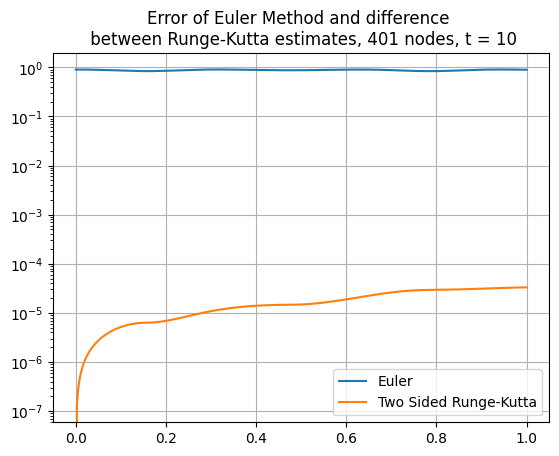 Error of Euler Method and difference
between Runge-Kutta estimates, 401 nodes, t = 10
10⁰
10⁻¹
10⁻²
10⁻³
10⁻⁴
10⁻⁵
10⁻⁶
10⁻⁷
Euler
Two Sided Runge-Kutta
0.0 0.2 0.4 0.6 0.8 1.0